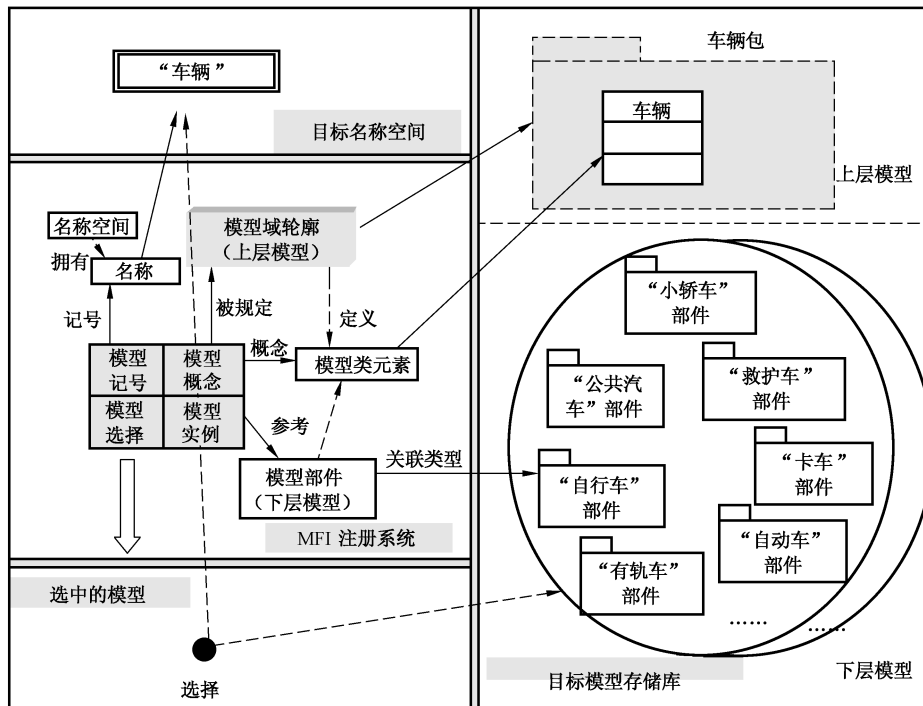 “车辆”
目标名称空间
车辆包
车辆
上层模型
名称空间
拥有
名称
模型域轮廓
（上层模型）
记号
被规定
定义
概念
模型
记号
模型
概念
模型
选择
模型
实例
模型类元素
参考
模型部件
（下层模型）
关联类型
MFI 注册系统
“小轿车”
部件
“公共汽
车”部件
“救护车”
部件
“卡车”
部件
“自行车”
部件
“自动车”
部件
“有轨车”
部件
……
……
选中的模型
选择
目标模型存储库
下层模型